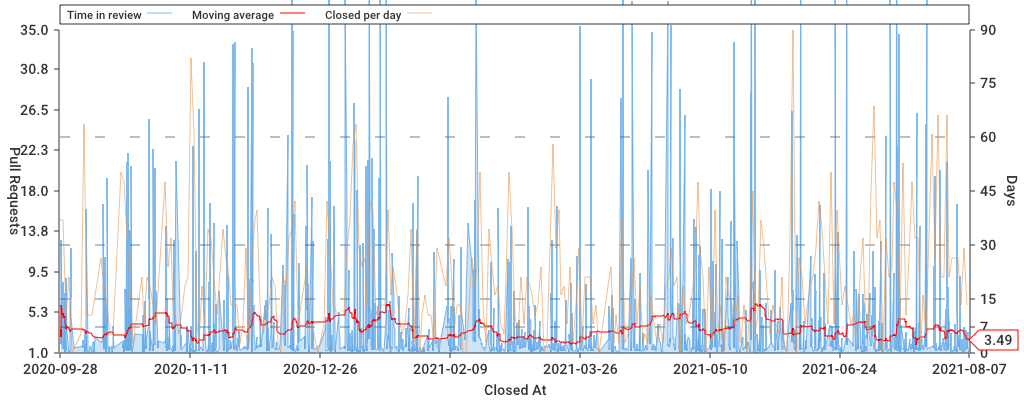 Time in review Moving average Closed per day
35.0 90
30.8 75
26.5 60
22.3 45
18.0 30
13.8 15
9.5 7
5.3 0
1.0
Pull Requests
Days
3.49
2020-09-28 2020-11-11 2020-12-26 2021-02-09 2021-03-26 2021-05-10 2021-06-24 2021-08-07
Closed At